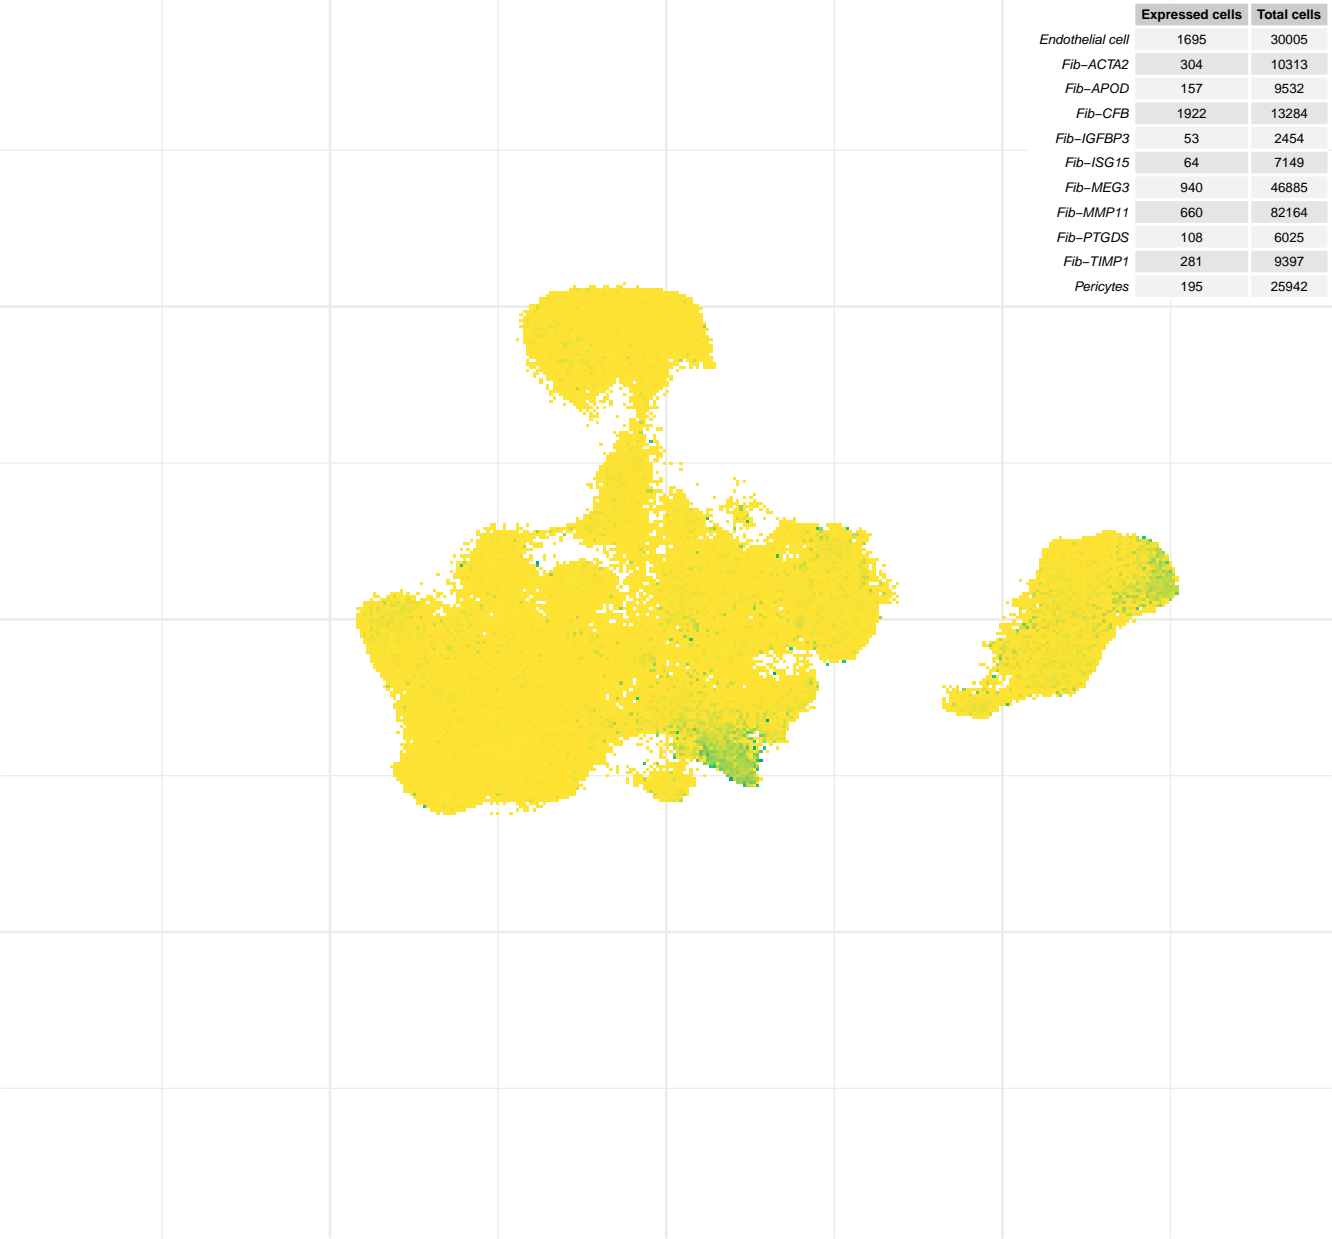 Expressed cells Total cells
Endothelial cell 1695 30005
Fib−ACTA2 304 10313
Fib−APOD 157 9532
Fib−CFB 1922 13284
Fib−IGFBP3 53 2454
Fib−ISG15 64 7149
Fib−MEG3 940 46885
Fib−MMP11 660 82164
Fib−PTGDS 108 6025
Fib−TIMP1 281 9397
Pericytes 195 25942